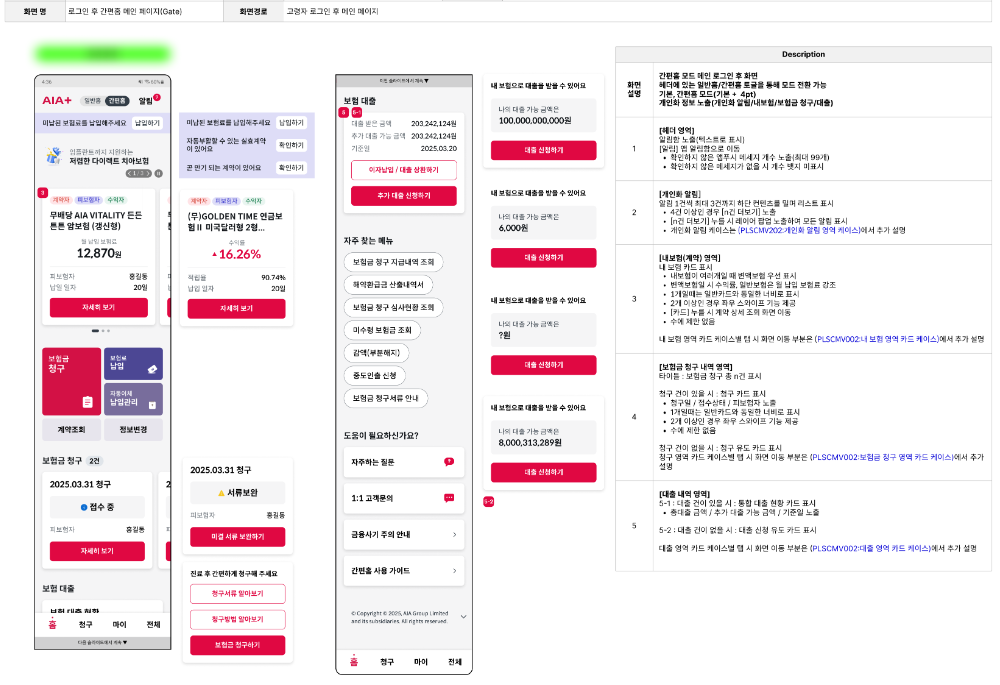 화면 명
로그인 후 간편홈 메인 페이지(Gate)
화면경로
고령자 로그인 후 메인 페이지
AIA+
일반홈
간편홈
알림
미납된 보험료를 납입해주세요
납입하기
임플란트까지 지원하는
저렴한 다이렉트 치아보험
3
계약자
피보험자
수익자
무배당 AIA VITALITY 든든
튼튼 암보험 (갱신형)
월 납입 보험료
12,870원
피보험자
홍길동
납입 일자
20일
자세히 보기
보험금
청구
보험료
납입
자동이체
납입관리
계약조회
정보변경
보험금 청구
2건
2025.03.31 청구
접수 중
피보험자
홍길동
자세히 보기
보험 대출
보험 대출 현황
홈
청구
마이
전체
다음 슬라이드에서 계속 ▼
미납된 보험료를 납입해주세요
납입하기
자동부활할 수 있는 실효계약
이 있어요
확인하기
곧 만기 되는 계약이 있어요
확인하기
계약자
피보험자
수익자
(무)GOLDEN TIME 연금보
험Ⅱ 미국달러형 2형...
수익률
▲16.26%
적립률
90.74%
납입 일자
20일
자세히 보기
2025.03.31 청구
서류보완
피보험자
홍길동
미결 서류 보완하기
진료 후 간편하게 청구해 주세요
청구서류 알아보기
청구방법 알아보기
보험금 청구하기
이전 슬라이드에서 계속 ▼
보험 대출
5
5-1
대출 받은 금액
203,242,124원
추가 대출 가능 금액
203,242,124원
기준일
2025.03.20
이자납입 / 대출 상환하기
추가 대출 신청하기
자주 찾는 메뉴
보험금 청구 지급내역 조회
해약환급금 산출내역서
보험금 청구 심사현황 조회
미수령 보험금 조회
감액(부분해지)
중도인출 신청
보험금 청구서류 안내
도움이 필요하신가요?
자주하는 질문
1:1 고객문의
금융사기 주의 안내
간편홈 사용 가이드
© Copyright © 2025, AIA Group Limited
and its subsidiaries. All rights reserved.
홈
청구
마이
전체
내 보험으로 대출을 받을 수 있어요
나의 대출 가능 금액은
100,000,000,000원
대출 신청하기
내 보험으로 대출을 받을 수 있어요
나의 대출 가능 금액은
6,000원
대출 신청하기
내 보험으로 대출을 받을 수 있어요
나의 대출 가능 금액은
?원
대출 신청하기
내 보험으로 대출을 받을 수 있어요
나의 대출 가능 금액은
8,000,313,289원
대출 신청하기
5-2
Description
화면
설명
간편홈 모드 메인 로그인 후 화면
헤더에 있는 일반홈/간편홈 토글을 통해 모드 전환 가능
기본, 간편홈 모드(기본 + 4pt)
개인화 정보 노출(개인화 알림/내보험/보험금 청구/대출)
1
[헤더 영역]
알림함 노출(텍스트로 표시)
[알림] 탭 알림함으로 이동
• 확인하지 않은 앱푸시 메세지 개수 노출(최대 99개)
• 확인하지 않은 메세지가 없을 시 개수 뱃지 미표시
2
[개인화 알림]
알림 1건씩 최대 3건까지 하단 컨텐츠를 밀며 리스트 표시
• 4건 이상인 경우 [n건 더보기] 노출
• [n건 더보기] 누를 시 레이어 팝업 노출하여 모든 알림 표시
• 개인화 알림 케이스는 (PLSCMV202:개인화 알림 영역 케이스)에서 추가 설명
3
[내보험(계약) 영역]
내 보험 카드 표시
• 내보험이 여러개일 때 변액보험 우선 표시
• 변액보험일 시 수익률, 일반보험은 월 납입 보험료 강조
• 1개일때는 일반카드와 동일한 너비로 표시
• 2개 이상인 경우 좌우 스와이프 기능 제공
• [카드] 누를 시 계약 상세 조회 화면 이동
• 수에 제한 없음
내 보험 영역 카드 케이스별 탭 시 화면 이동 부분은 (PLSCMV002:내 보험 영역 카드 케이스)에서 추가 설명
4
[보험금 청구 내역 영역]
타이틀 : 보험금 청구 총 n건 표시
청구 건이 있을 시 : 청구 카드 표시
• 청구일 / 접수상태 / 피보험자 노출
• 1개일때는 일반카드와 동일한 너비로 표시
• 2개 이상인 경우 좌우 스와이프 기능 제공
• 수에 제한 없음
청구 건이 없을 시 : 청구 유도 카드 표시
청구 영역 카드 케이스별 탭 시 화면 이동 부분은 (PLSCMV002:보험금 청구 영역 카드 케이스)에서 추가
설명
5
[대출 내역 영역]
5-1 : 대출 건이 있을 시 : 통합 대출 현황 카드 표시
• 총대출 금액 / 추가 대출 가능 금액 / 기준일 노출
5-2 : 대출 건이 없을 시 : 대출 신청 유도 카드 표시
대출 영역 카드 케이스별 탭 시 화면 이동 부분은 (PLSCMV002:대출 영역 카드 케이스)에서 추가 설명